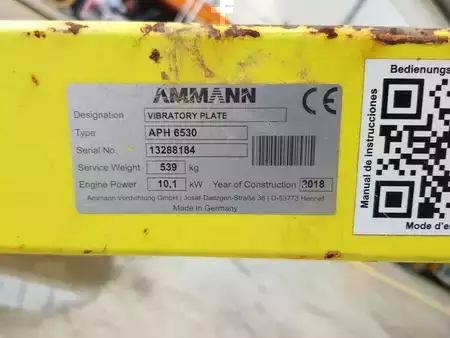 AMMANN CE
Designation VIBRATORY PLATE
Type APH 6530
Serial No. 13288184
Service Weight 539 kg
Engine Power 10,1 kW Year of Construction 2018
Ammann Verdichtung GmbH | Josef-Dietzgen-Straße 36 | D-53773 Hennef
Made in Germany
Bedienungs
Manual de instrucciones
Mode d'e